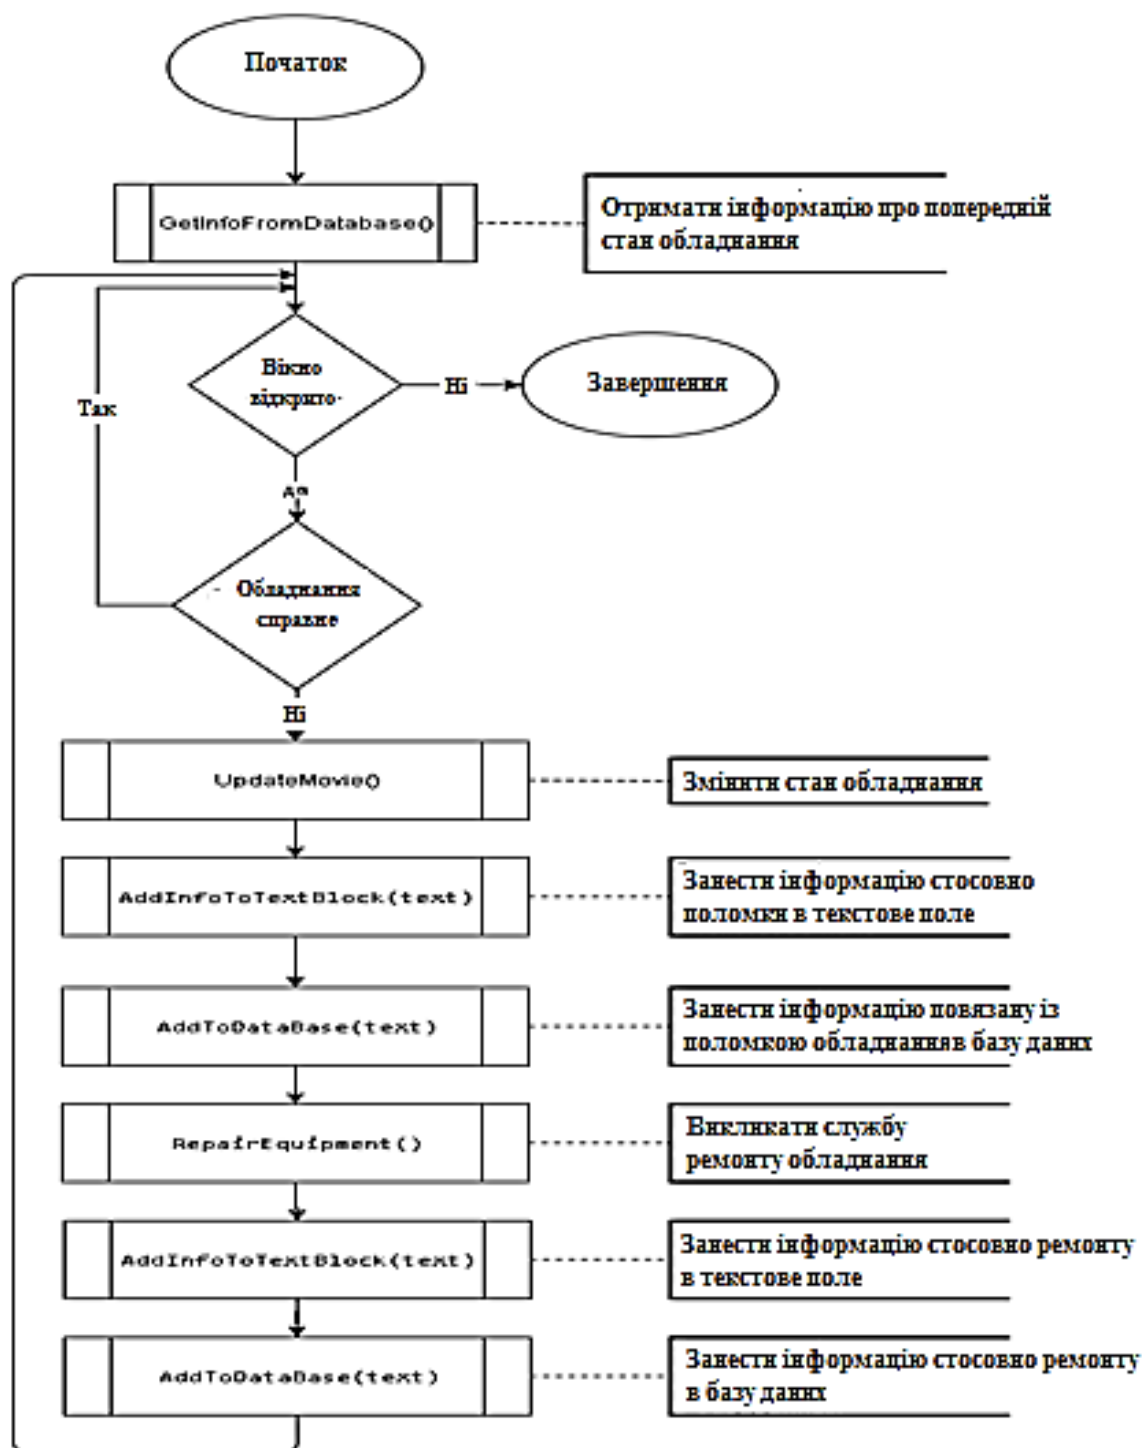 Початок
GetInfoFromDatabase()
Отримати інформацію про попередній
стан обладнання
Вікно
відкрито-
Ні
Завершення
Так
да
Обладнання
справне
Ні
UpdateMovie()
Змінити стан обладнання
AddInfoToTextBlock(text)
Занести інформацію стосовно
поломки в текстове поле
AddToDataBase(text)
Занести інформацію повязану із
поломкою обладнанняв базу даних
RepairEquipment()
Викликати службу
ремонту обладнання
AddInfoToTextBlock(text)
Занести інформацію стосовно ремонту
в текстове поле
AddToDataBase(text)
Занести інформацію стосовно ремонту
в базу даних